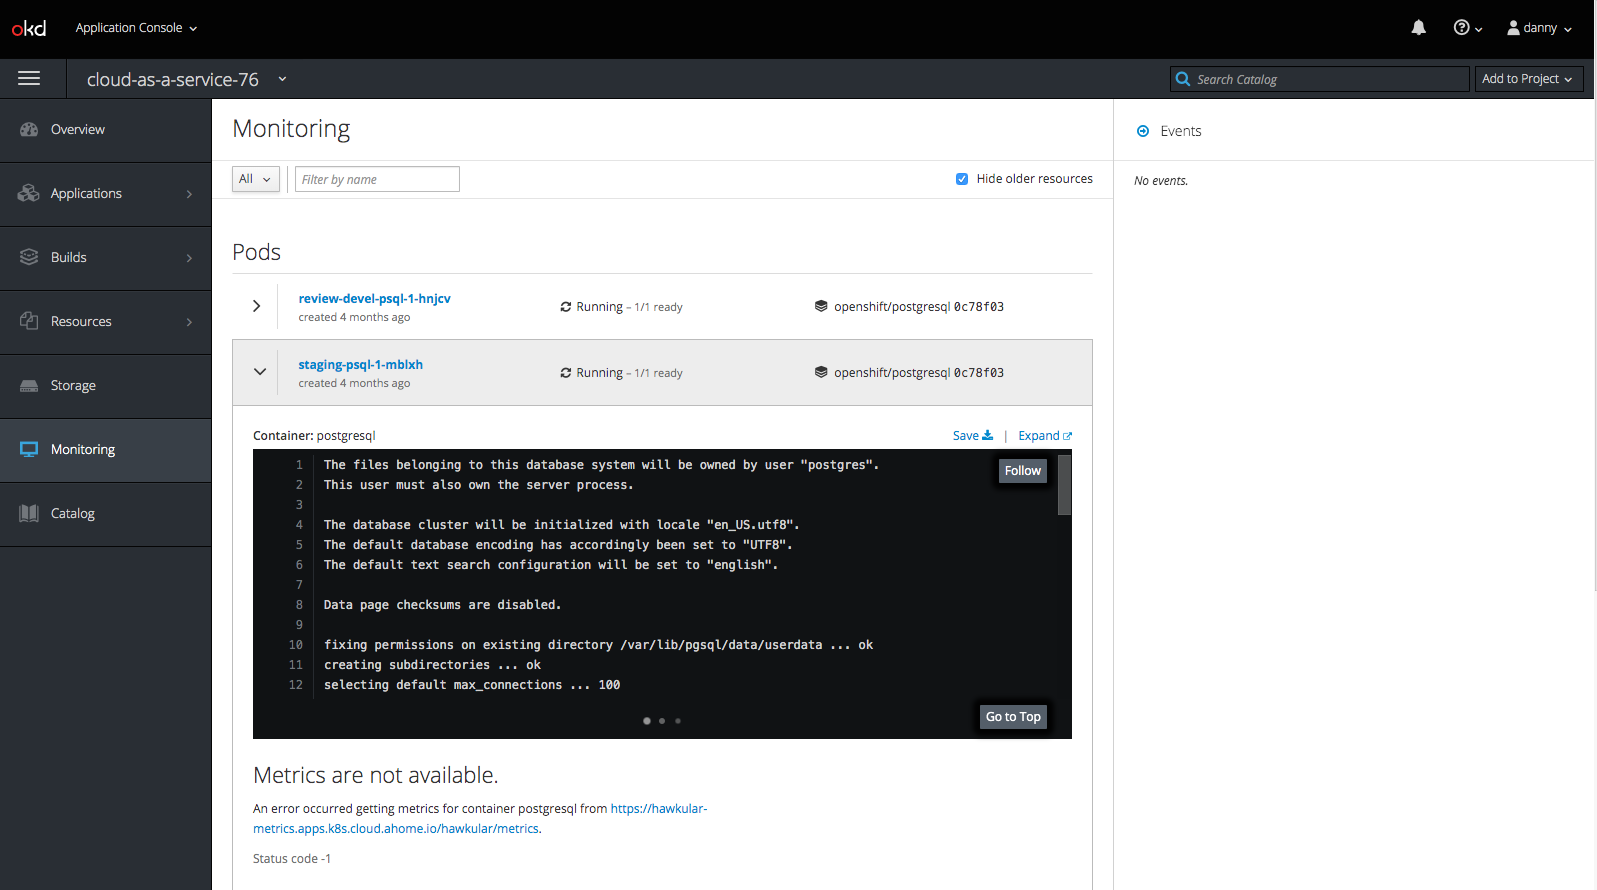 okd Application Console danny
cloud-as-a-service-76 Search Catalog Add to Project
Overview
Applications
Builds
Resources
Storage
Monitoring
Catalog
Monitoring
All Filter by name Hide older resources
Pods
review-devel-psql-1-hnjcv
created 4 months ago
Running – 1/1 ready
openshift/postgresql 0c78f03
staging-psql-1-mblxh
created 4 months ago
Running – 1/1 ready
openshift/postgresql 0c78f03
Container: postgresql Save | Expand
Follow
1 The files belonging to this database system will be owned by user "postgres".
2 This user must also own the server process.
3
4 The database cluster will be initialized with locale "en_US.utf8".
5 The default database encoding has accordingly been set to "UTF8".
6 The default text search configuration will be set to "english".
7
8 Data page checksums are disabled.
9
10 fixing permissions on existing directory /var/lib/pgsql/data/userdata ... ok
11 creating subdirectories ... ok
12 selecting default max_connections ... 100
Go to Top
Metrics are not available.
An error occurred getting metrics for container postgresql from https://hawkular-
metrics.apps.k8s.cloud.ahome.io/hawkular/metrics.
Status code -1
Events
No events.